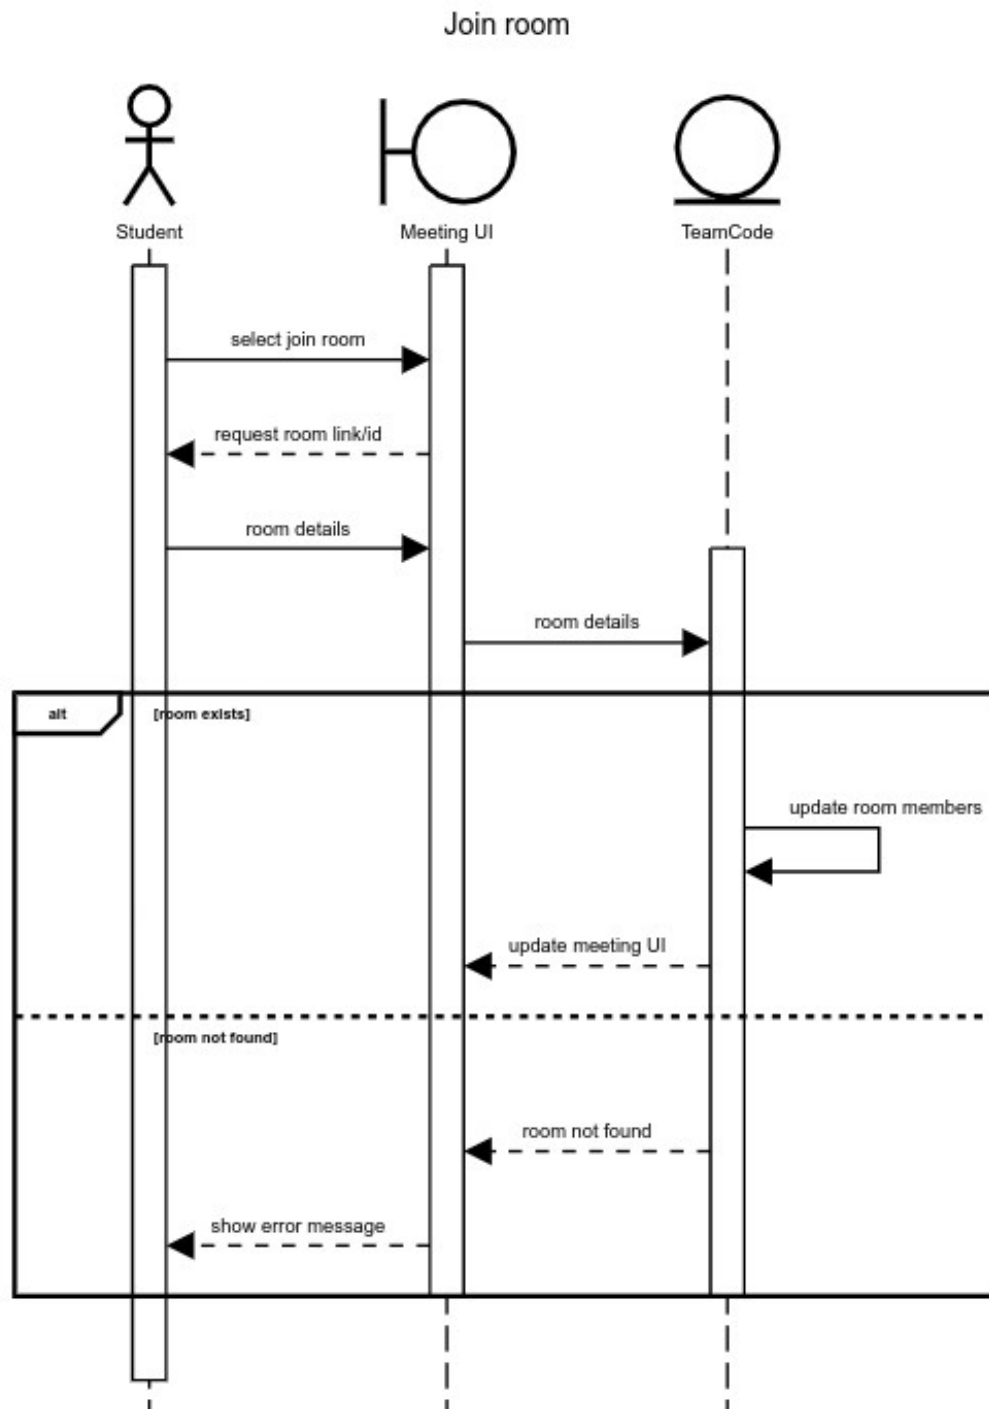 Join room
Student
Meeting UI
TeamCode
select join room
request room link/id
room details
room details
alt
[room exists]
update room members
update meeting UI
[room not found]
room not found
show error message